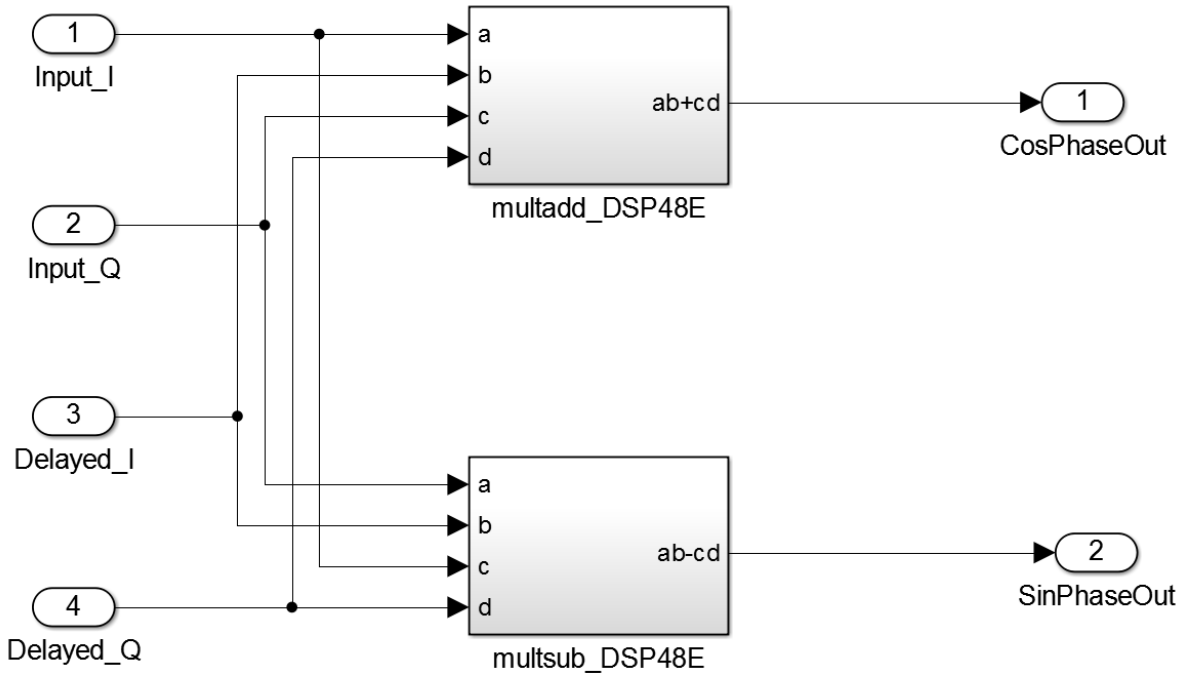 1
Input_I
2
Input_Q
3
Delayed_I
4
Delayed_Q
a
b
c
d
ab+cd
multadd_DSP48E
a
b
c
d
ab-cd
multsub_DSP48E
1
CosPhaseOut
2
SinPhaseOut